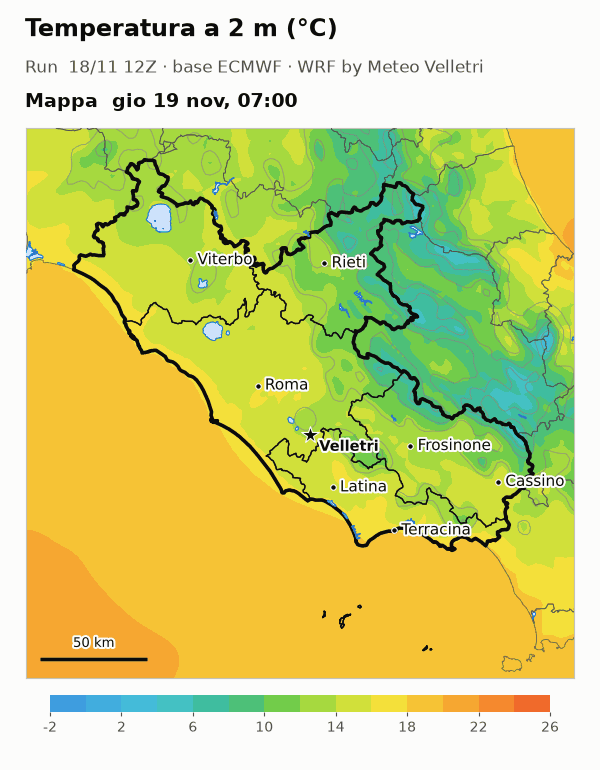 Temperatura a 2 m (°C)
Run  18/11 12Z · base ECMWF · WRF by Meteo Velletri
Mappa  gio 19 nov, 07:00
Viterbo
Rieti
Roma
Velletri
Frosinone
Cassino
Latina
Terracina
50 km
-2 2 6 10 14 18 22 26